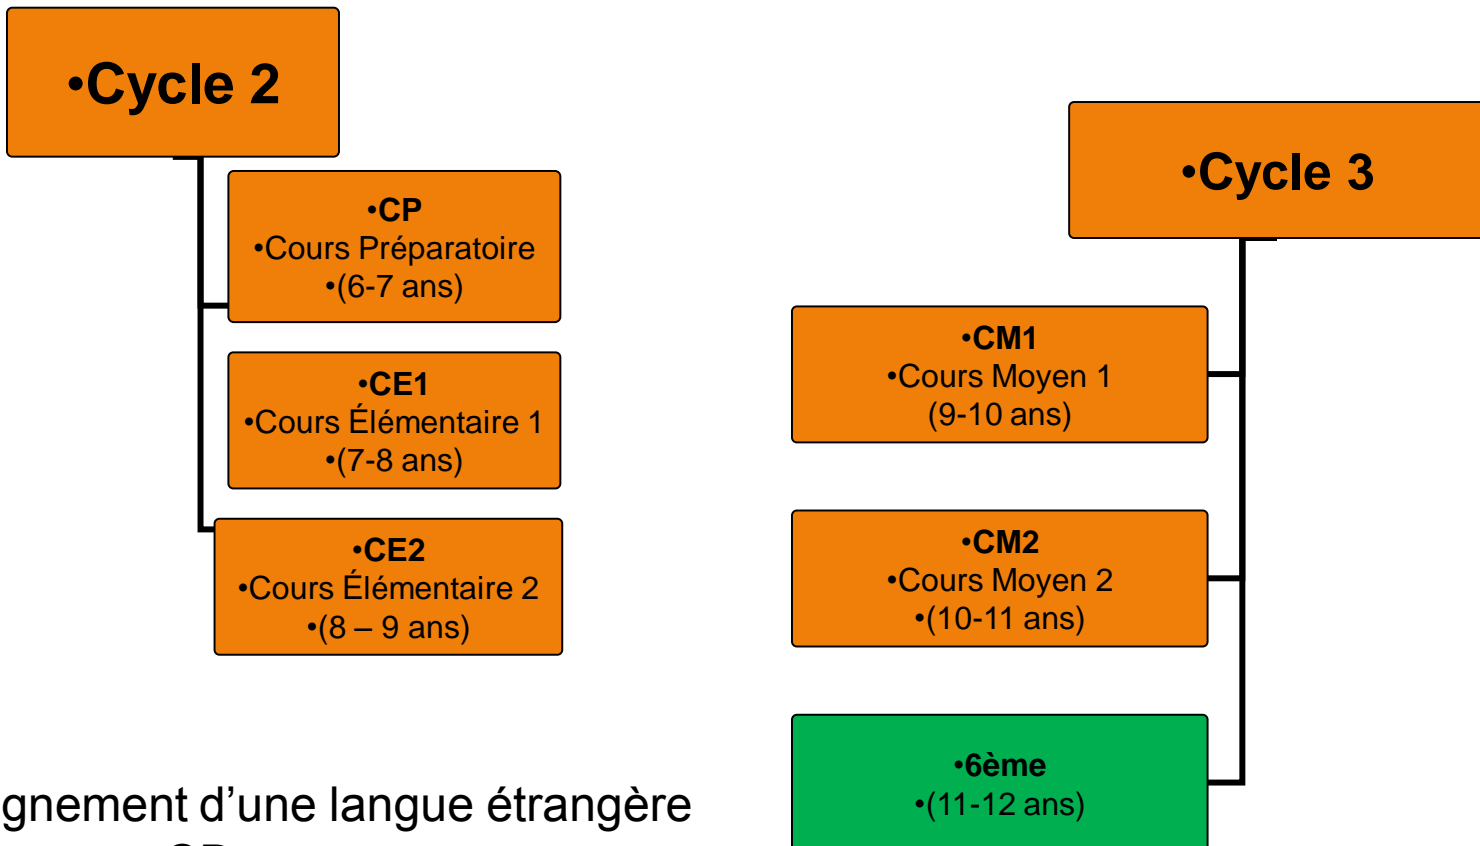 •Cycle 2
•CP
•Cours Préparatoire
•(6-7 ans)
•CE1
•Cours Élémentaire 1
•(7-8 ans)
•CE2
•Cours Élémentaire 2
•(8 – 9 ans)
•Cycle 3
•CM1
•Cours Moyen 1
(9-10 ans)
•CM2
•Cours Moyen 2
•(10-11 ans)
•6ème
•(11-12 ans)
gnement d’une langue étrangère